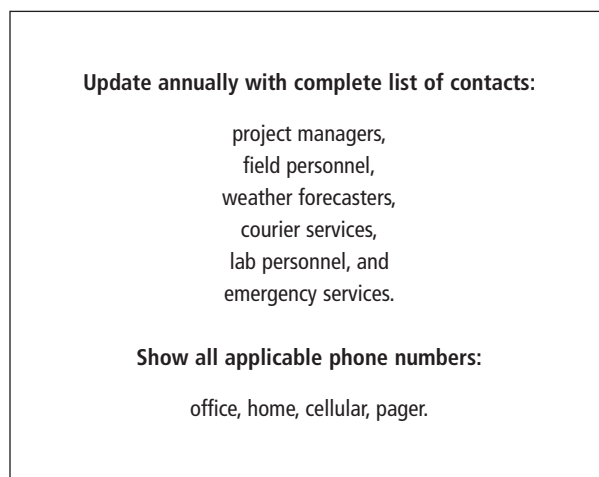 Update annually with complete list of contacts:
project managers,
field personnel,
weather forecasters,
courier services,
lab personnel, and
emergency services.
Show all applicable phone numbers:
office, home, cellular, pager.